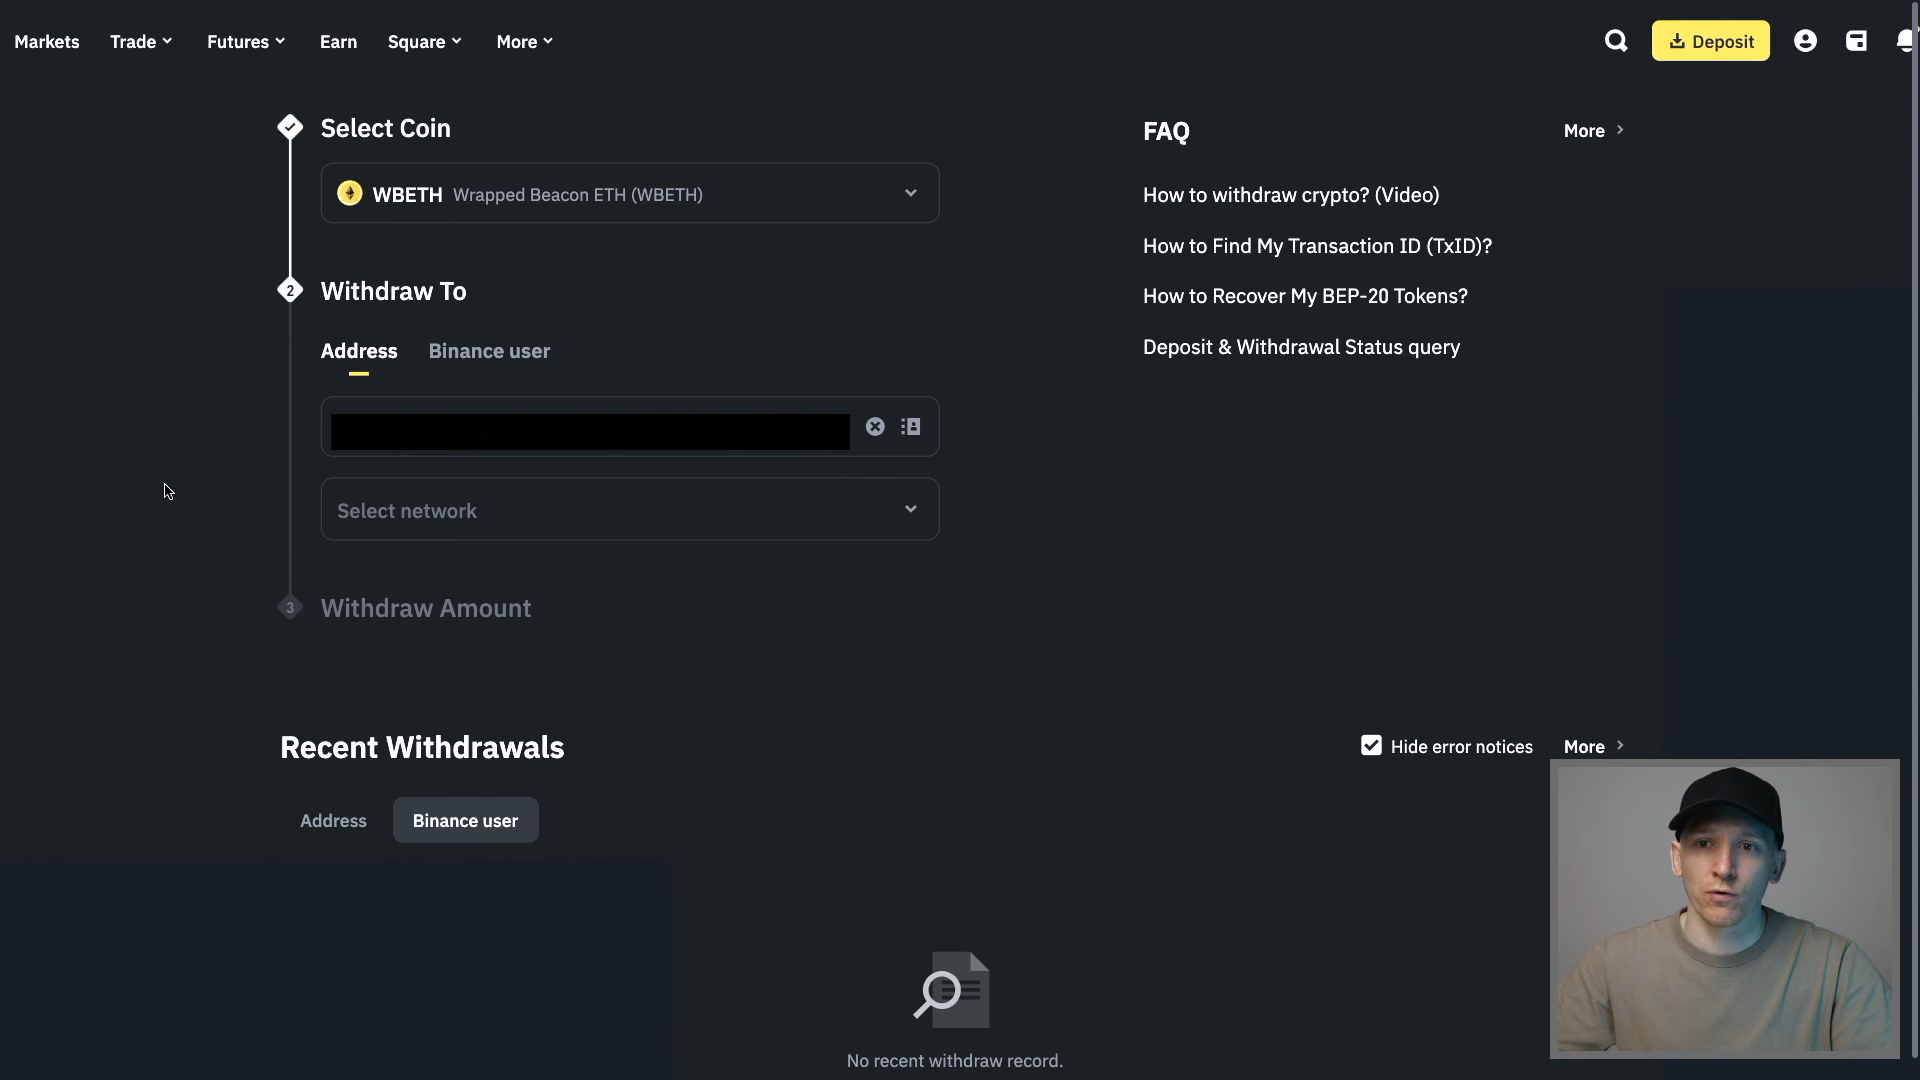 Markets Trade Futures Earn Square More Deposit
Select Coin
WBETH Wrapped Beacon ETH (WBETH)
2 Withdraw To
Address Binance user
Select network
3 Withdraw Amount
FAQ More
How to withdraw crypto? (Video)
How to Find My Transaction ID (TxID)?
How to Recover My BEP-20 Tokens?
Deposit & Withdrawal Status query
Recent Withdrawals Hide error notices More
Address Binance user
No recent withdraw record.